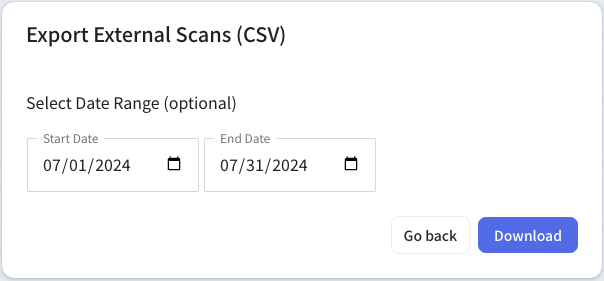 Export External Scans (CSV)
Select Date Range (optional)
Start Date End Date
07/01/2024 07/31/2024
Go back Download